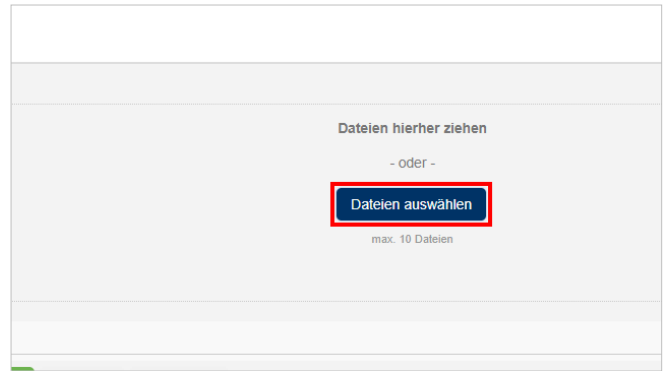 Dateien hierher ziehen
- oder -
Dateien auswählen
max. 10 Dateien